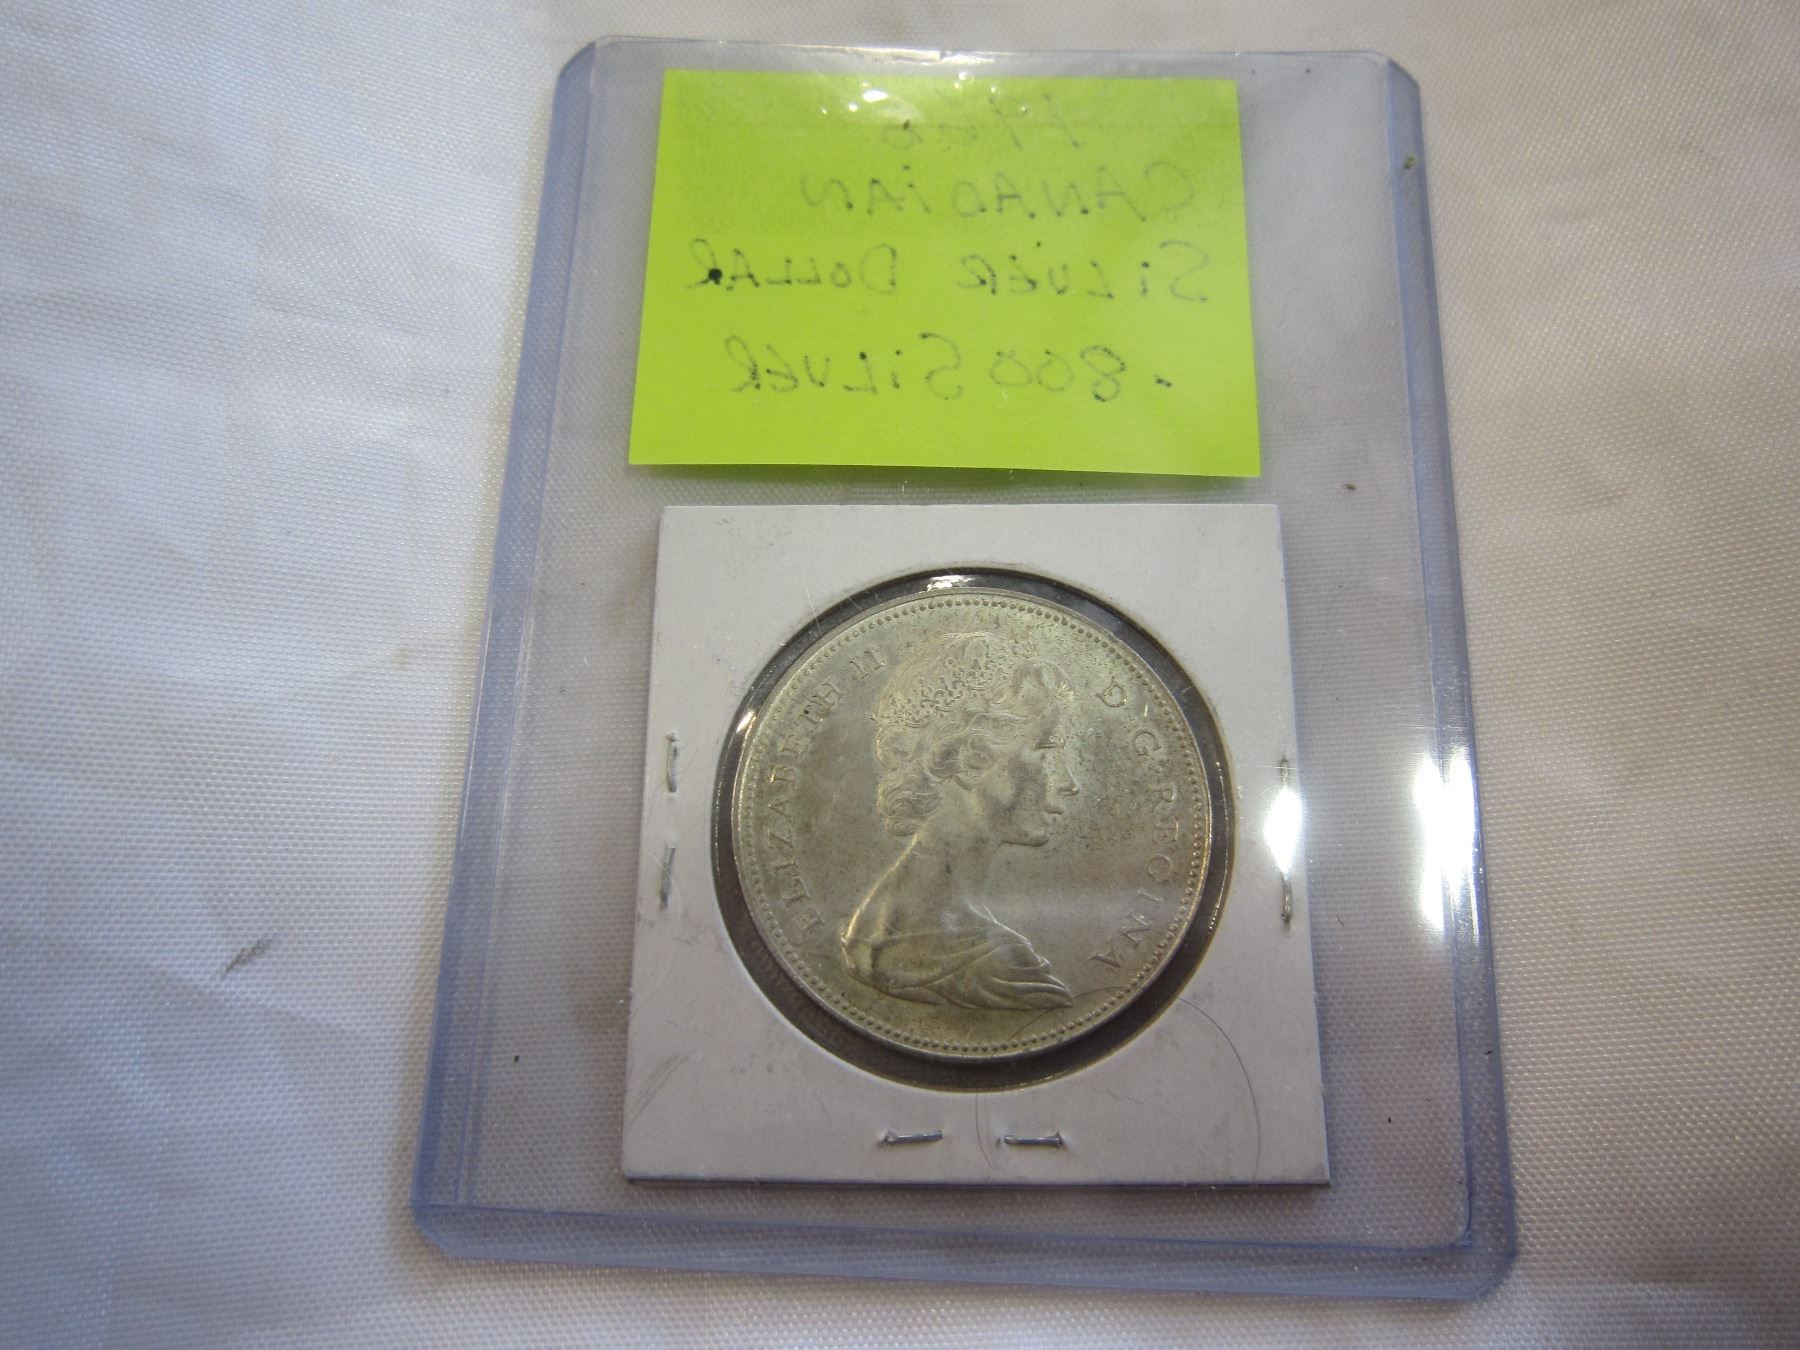 1966
CANADiAN
SiLVER DOLLAR
.800 SiLVER
ELIZABETH II D·G·REGINA